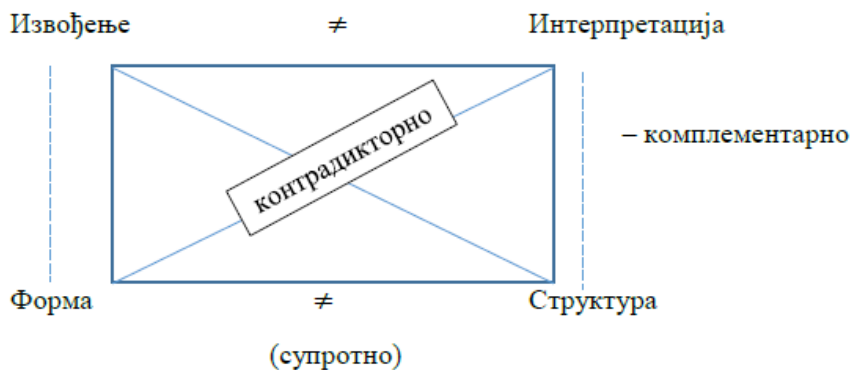 Извођење ≠ Интерпретација
контрадикторно
– комплементарно
Форма ≠ Структура
(супротно)